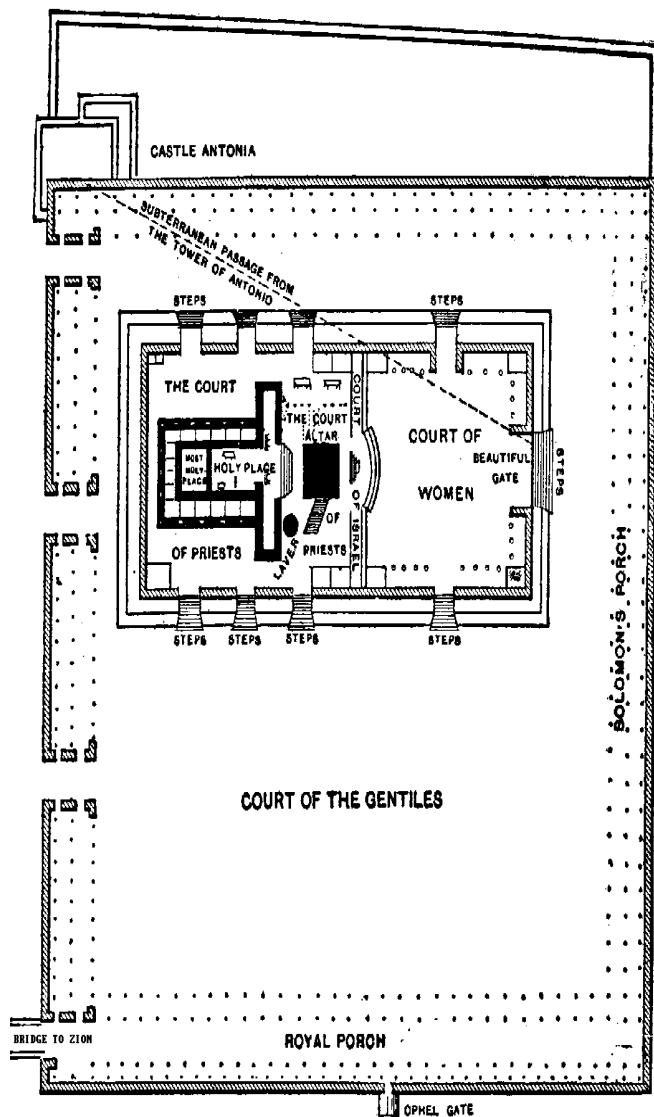 CASTLE ANTONIA
SUBTERRANEAN PASSAGE FROM
THE TOWER OF ANTONIO
STEPS
STEPS
THE COURT
THE COURT
ALTAR
COURT
COURT OF
MOST
HOLY-
PLACE
HOLY PLACE
BEAUTIFUL
GATE
STEPS
WOMEN
OF
PRIESTS
OF ISRAEL
OF PRIESTS
LAVER
STEPS
STEPS
STEPS
STEPS
SOLOMON'S PORCH
COURT OF THE GENTILES
BRIDGE TO ZION
ROYAL PORCH
OPHEL GATE